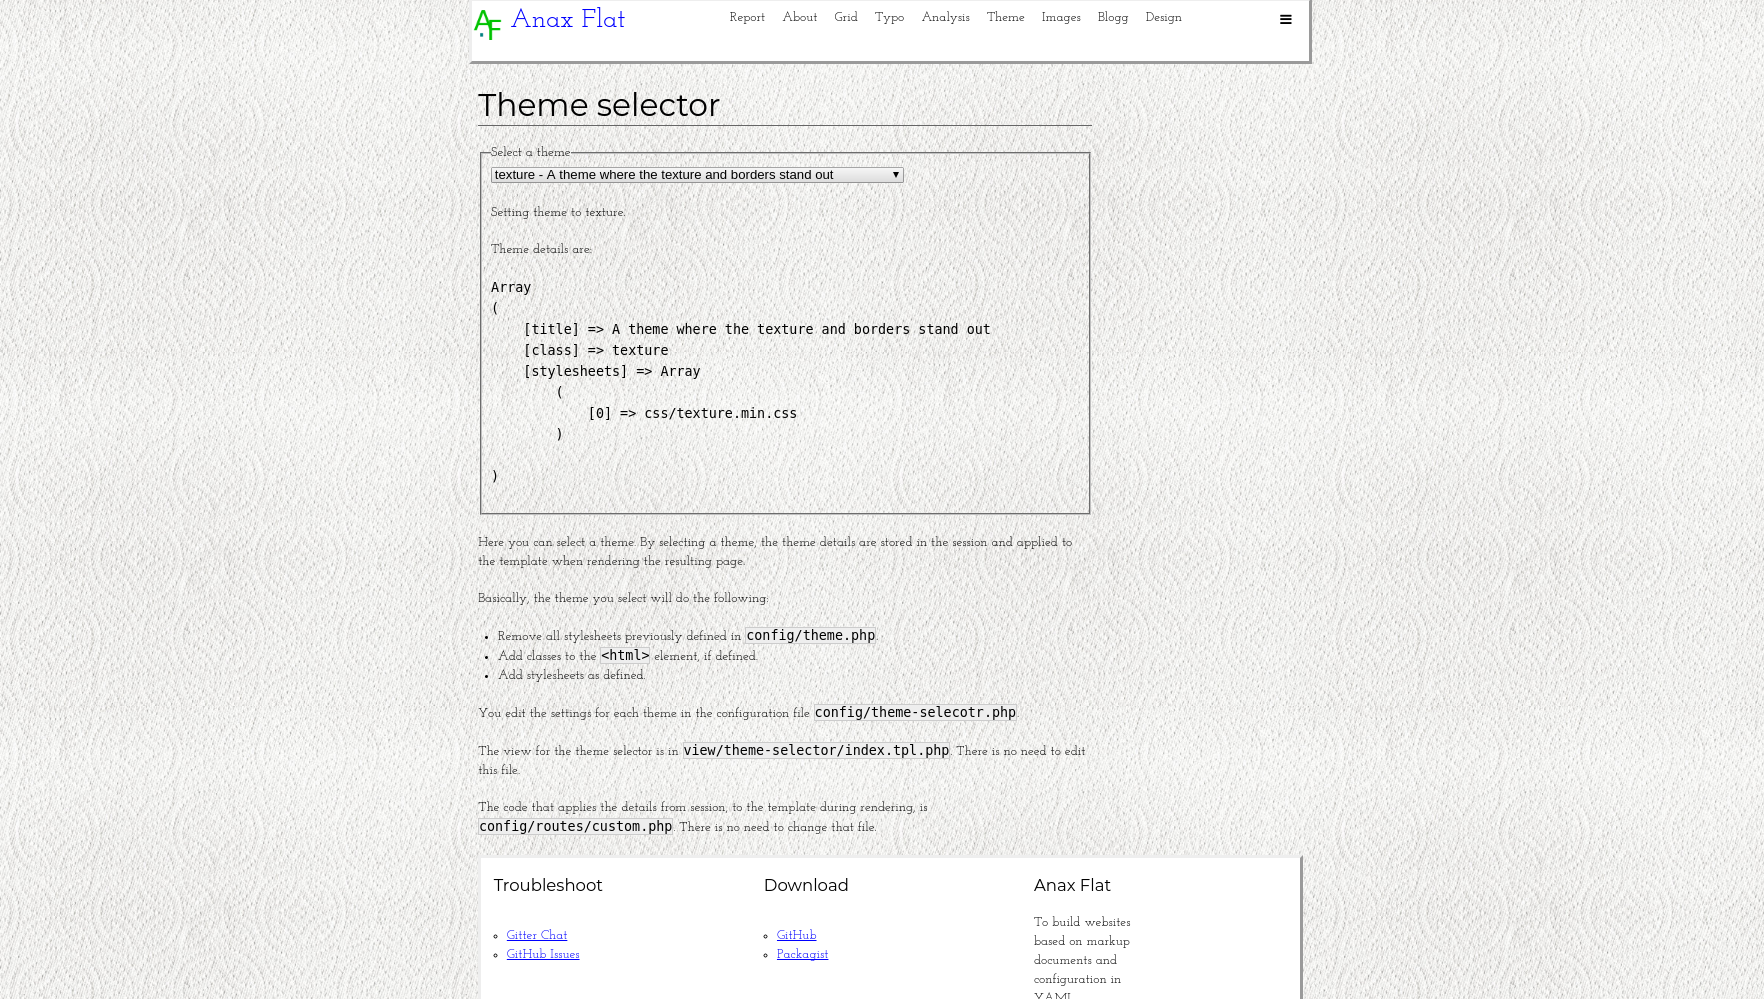 AF Anax Flat Report About Grid Typo Analysis Theme Images Blogg Design
Theme selector
Select a theme
texture - A theme where the texture and borders stand out
Setting theme to texture.
Theme details are:
Array
(
    [title] => A theme where the texture and borders stand out
    [class] => texture
    [stylesheets] => Array
        (
            [0] => css/texture.min.css
        )
)
Here you can select a theme. By selecting a theme, the theme details are stored in the session and applied to
the template when rendering the resulting page.
Basically, the theme you select will do the following:
• Remove all stylesheets previously defined in config/theme.php.
• Add classes to the <html> element, if defined.
• Add stylesheets as defined.
You edit the settings for each theme in the configuration file config/theme-selecotr.php.
The view for the theme selector is in view/theme-selector/index.tpl.php. There is no need to edit
this file.
The code that applies the details from session, to the template during rendering, is
config/routes/custom.php. There is no need to change that file.
Troubleshoot
Gitter Chat
GitHub Issues
Download
GitHub
Packagist
Anax Flat
To build websites
based on markup
documents and
configuration in
YAML